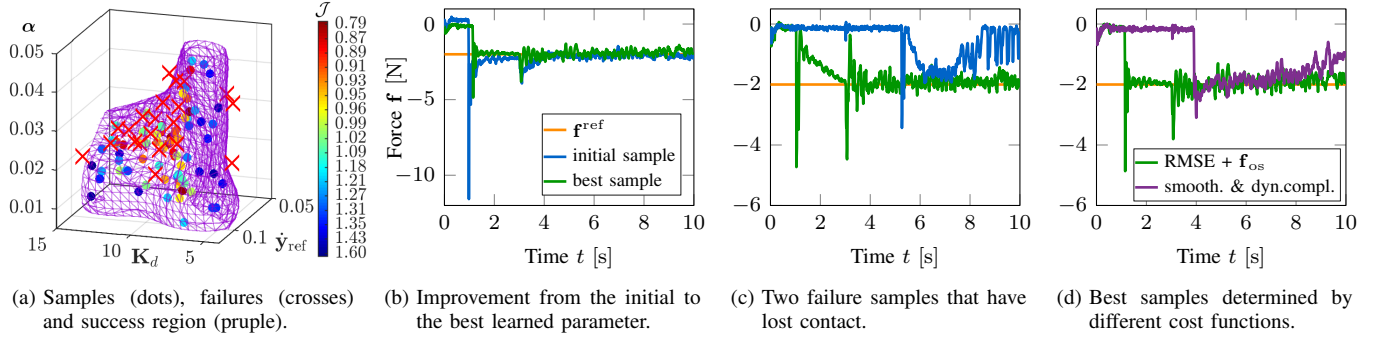 α
𝒥
0.05
0.04
0.03
0.02
0.01
15
10
5
K_d
0.05
0.1
ẏ_ref
0.79
0.87
0.91
0.93
0.96
0.99
1.02
1.09
1.18
1.27
1.31
1.35
1.43
1.60
(a) Samples (dots), failures (crosses)
and success region (pruple).
Force f [N]
0
−5
−10
0 2 4 6 8 10
Time t [s]
f^ref
initial sample
best sample
(b) Improvement from the initial to
the best learned parameter.
0
−2
−4
−6
0 2 4 6 8 10
Time t [s]
(c) Two failure samples that have
lost contact.
0
−2
−4
−6
0 2 4 6 8 10
Time t [s]
RMSE + f_os
smooth. & dyn.compl.
(d) Best samples determined by
different cost functions.